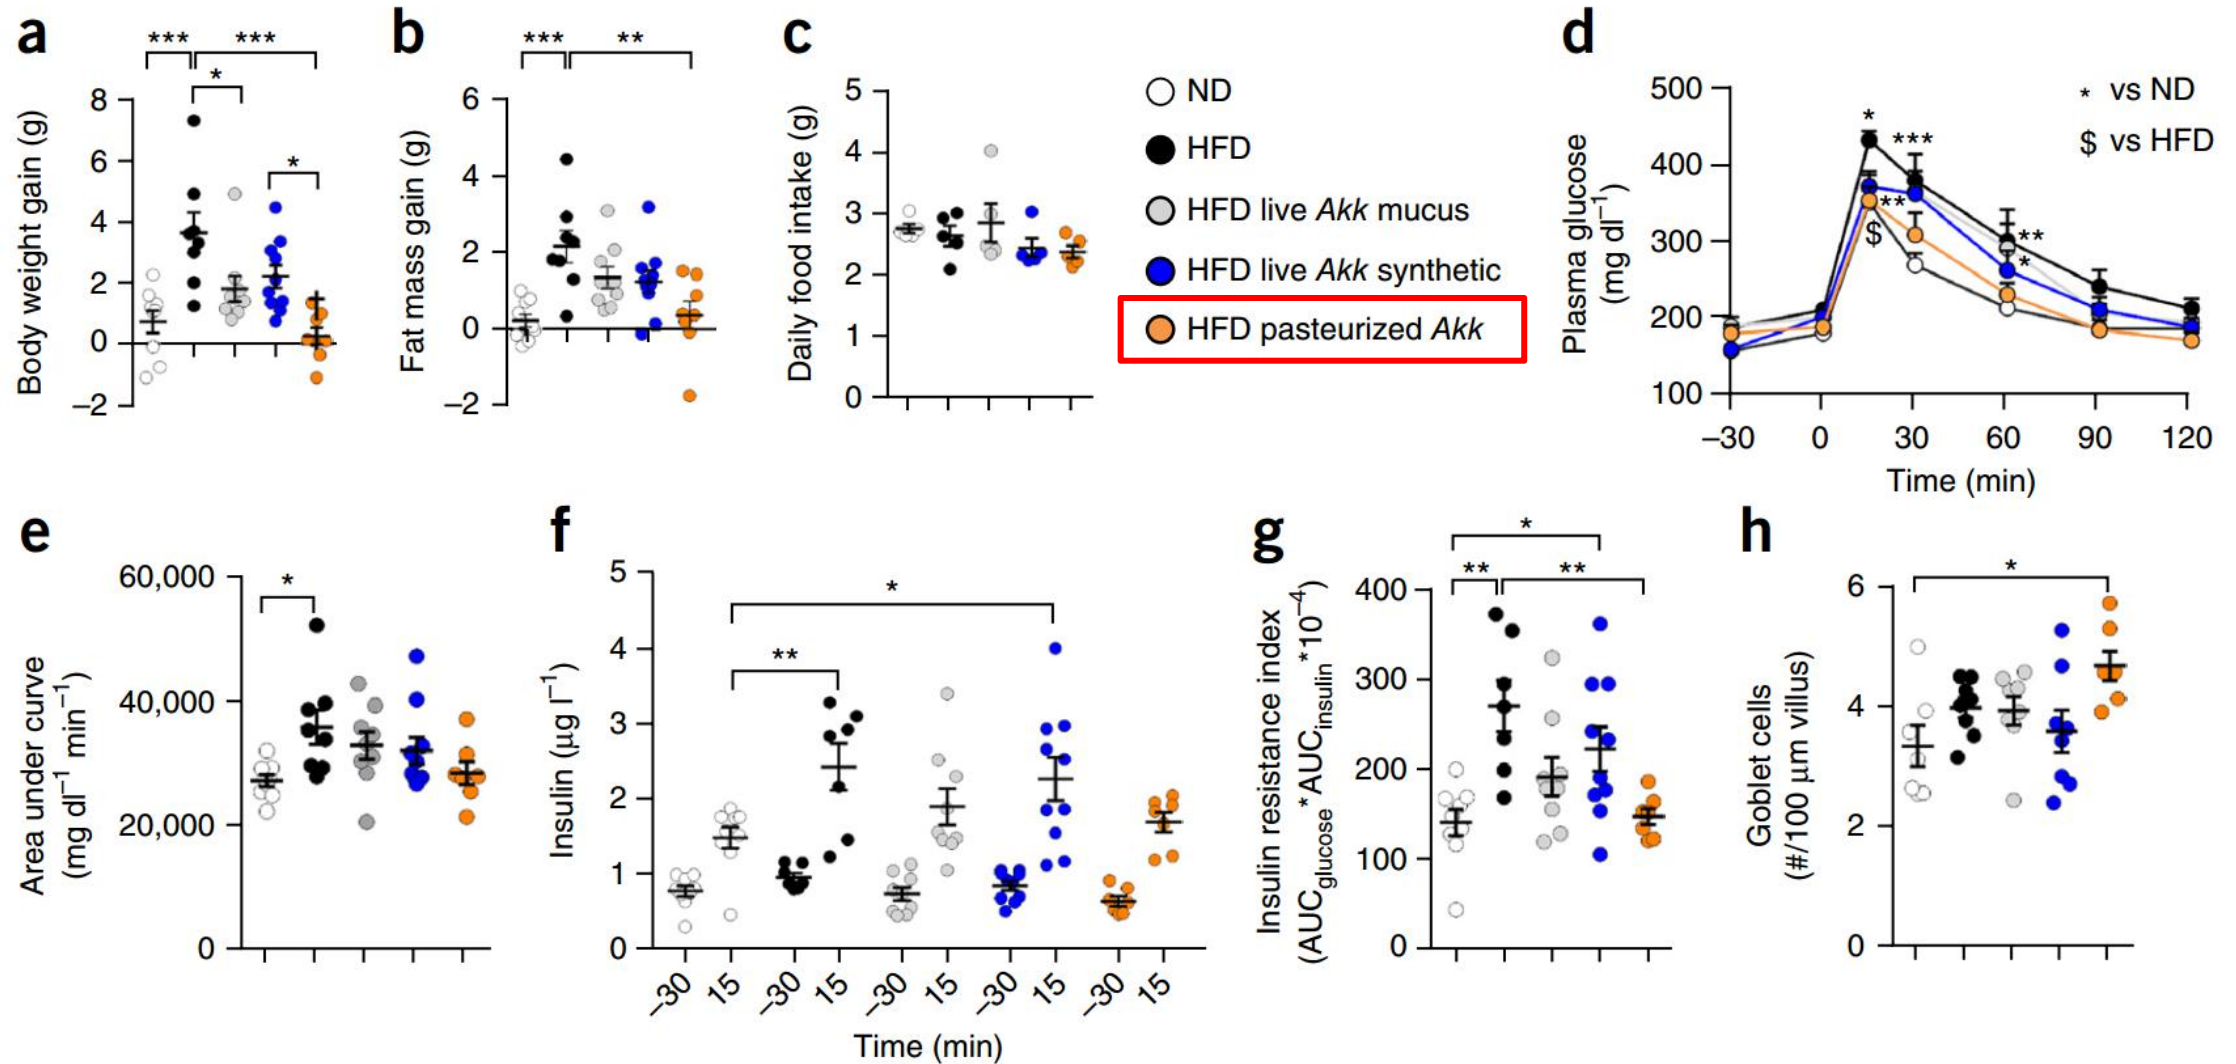 a
***
***
*
*
Body weight gain (g)
8
6
4
2
0
–2
b
***
**
Fat mass gain (g)
6
4
2
0
–2
c
Daily food intake (g)
5
4
3
2
1
0
ND
HFD
HFD live Akk mucus
HFD live Akk synthetic
HFD pasteurized Akk
d
* vs ND
$ vs HFD
Plasma glucose
(mg dl⁻¹)
500
400
300
200
100
*
***
**
$
**
*
–30 0 30 60 90 120
Time (min)
e
*
Area under curve
(mg dl⁻¹ min⁻¹)
60,000
40,000
20,000
0
f
*
**
Insulin (μg l⁻¹)
5
4
3
2
1
0
–30 15 –30 15 –30 15 –30 15 –30 15
Time (min)
g
*
**
**
Insulin resistance index
(AUCglucose*AUCinsulin*10⁻⁴)
400
300
200
100
0
h
*
Goblet cells
(#/100 μm villus)
6
4
2
0